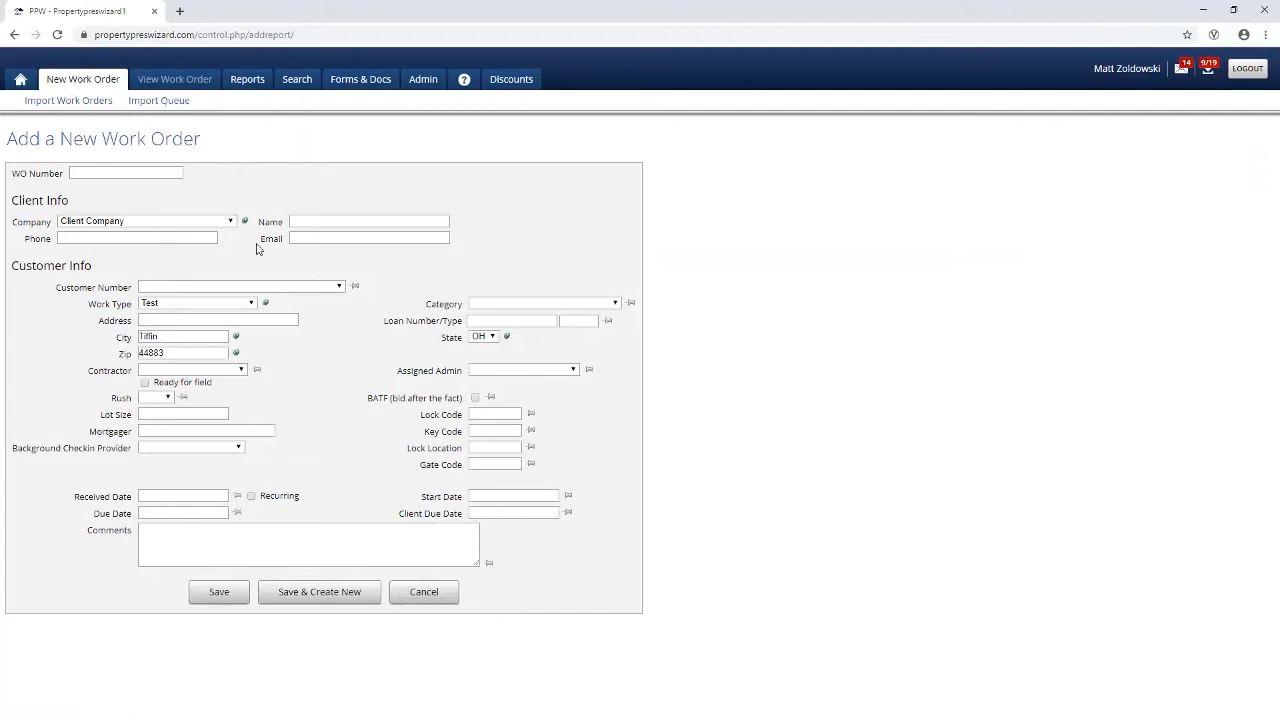 PPW - Propertypreswizard1
propertypreswizard.com/control.php/addreport/
New Work Order View Work Order Reports Search Forms & Docs Admin ? Discounts
Matt Zoldowski 14 9/19 LOGOUT
Import Work Orders Import Queue
Add a New Work Order
WO Number
Client Info
Company Client Company Name
Phone Email
Customer Info
Customer Number
Work Type Test Category
Address Loan Number/Type
City Tiffin State OH
Zip 44883
Contractor Assigned Admin
Ready for field
Rush BATF (bid after the fact)
Lot Size Lock Code
Mortgager Key Code
Background Checkin Provider Lock Location
Gate Code
Received Date Recurring Start Date
Due Date Client Due Date
Comments
Save Save & Create New Cancel